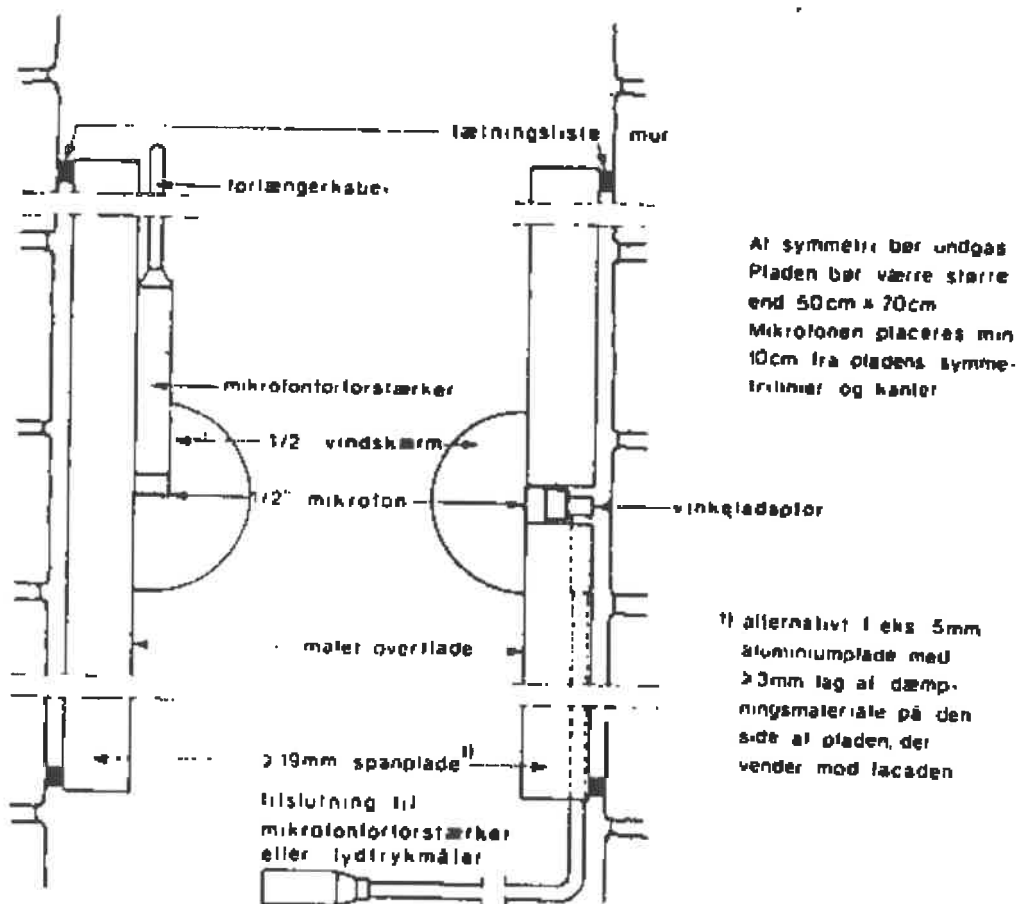 tætningsliste mur
forlængerkabel
mikrofonforforstærker
1/2 vindskærm
1/2" mikrofon
vinkeladaptor
malet overflade
≥19mm spanplade 1)
tilslutning til
mikrofonforforstærker
eller lydtrykmåler
Al symmetri bør undgås
Pladen bør værre større
end 50cm x 70cm
Mikrofonen placeres min
10cm fra pladens symme-
trilinier og kanter
1) alternativt f eks 5mm
aluminiumplade med
≥3mm lag af dæmp-
ningsmateriale på den
side af pladen, der
vender mod facaden